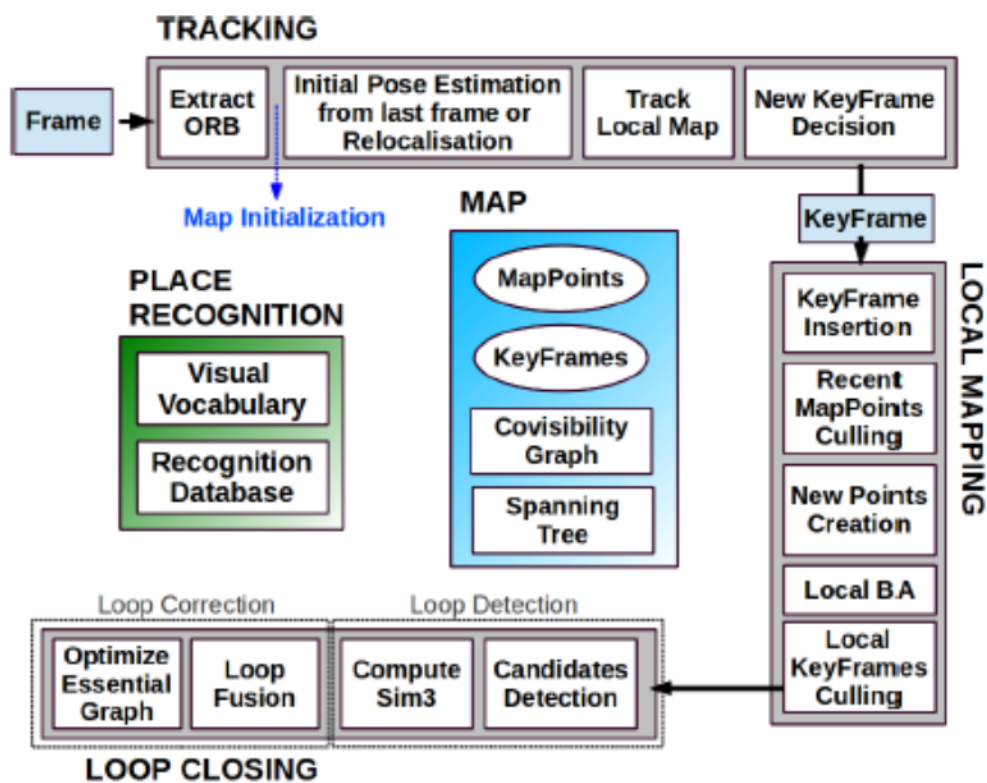 TRACKING
Frame
Extract
ORB
Initial Pose Estimation
from last frame or
Relocalisation
Track
Local Map
New KeyFrame
Decision
Map Initialization
MAP
KeyFrame
PLACE
RECOGNITION
Visual
Vocabulary
Recognition
Database
MapPoints
KeyFrames
Covisibility
Graph
Spanning
Tree
LOCAL MAPPING
KeyFrame
Insertion
Recent
MapPoints
Culling
New Points
Creation
Local BA
Local
KeyFrames
Culling
Loop Correction
Loop Detection
Optimize
Essential
Graph
Loop
Fusion
Compute
Sim3
Candidates
Detection
LOOP CLOSING